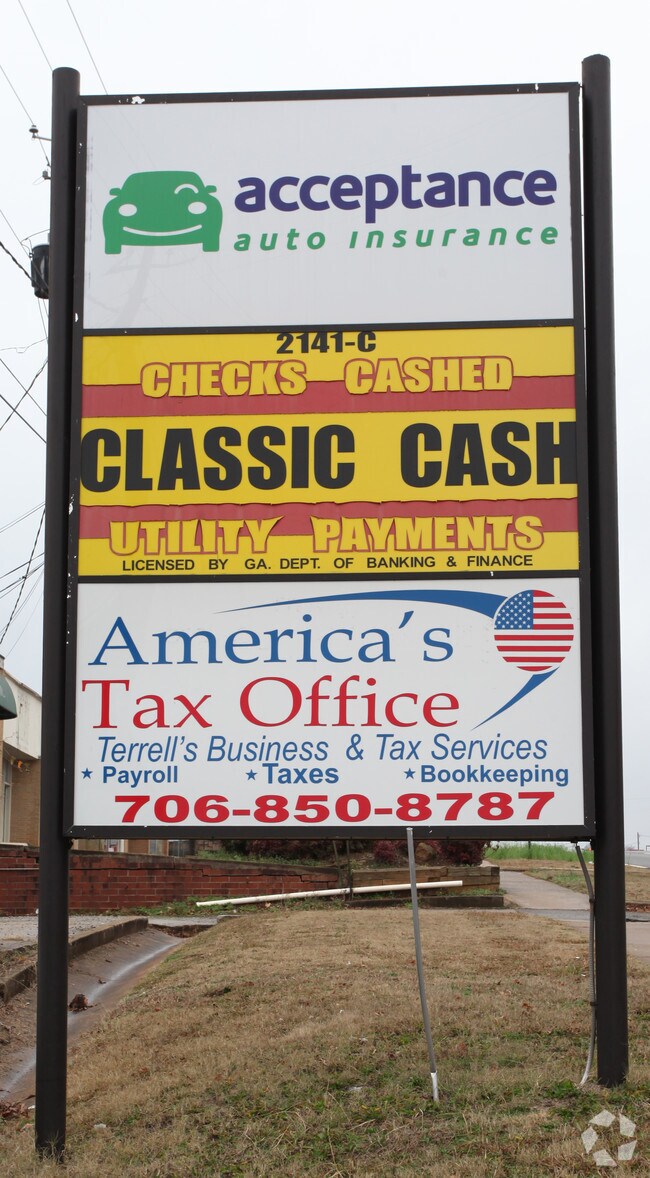 acceptance
auto insurance
2141-C
CHECKS CASHED
CLASSIC CASH
UTILITY PAYMENTS
LICENSED BY GA. DEPT. OF BANKING & FINANCE
America's
Tax Office
Terrell's Business & Tax Services
★ Payroll ★ Taxes ★ Bookkeeping
706-850-8787